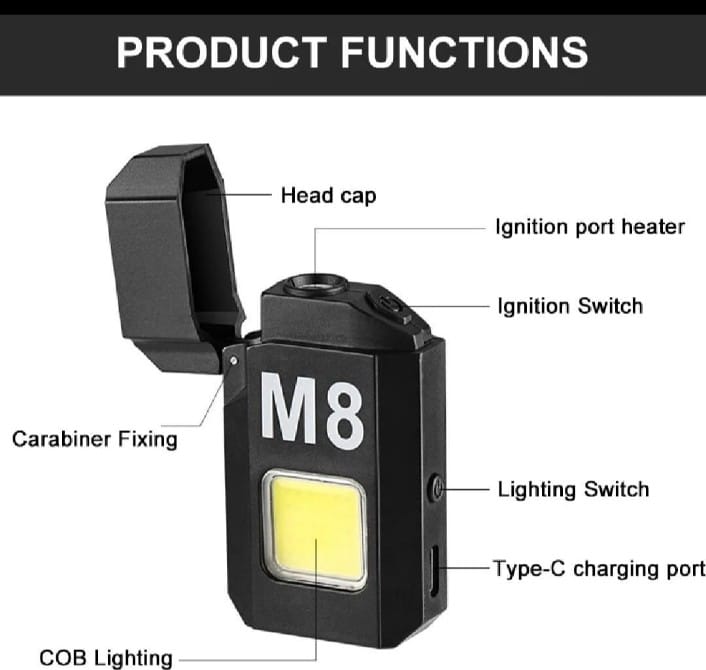 PRODUCT FUNCTIONS
Head cap
Ignition port heater
Ignition Switch
M8
Carabiner Fixing
Lighting Switch
Type-C charging port
COB Lighting